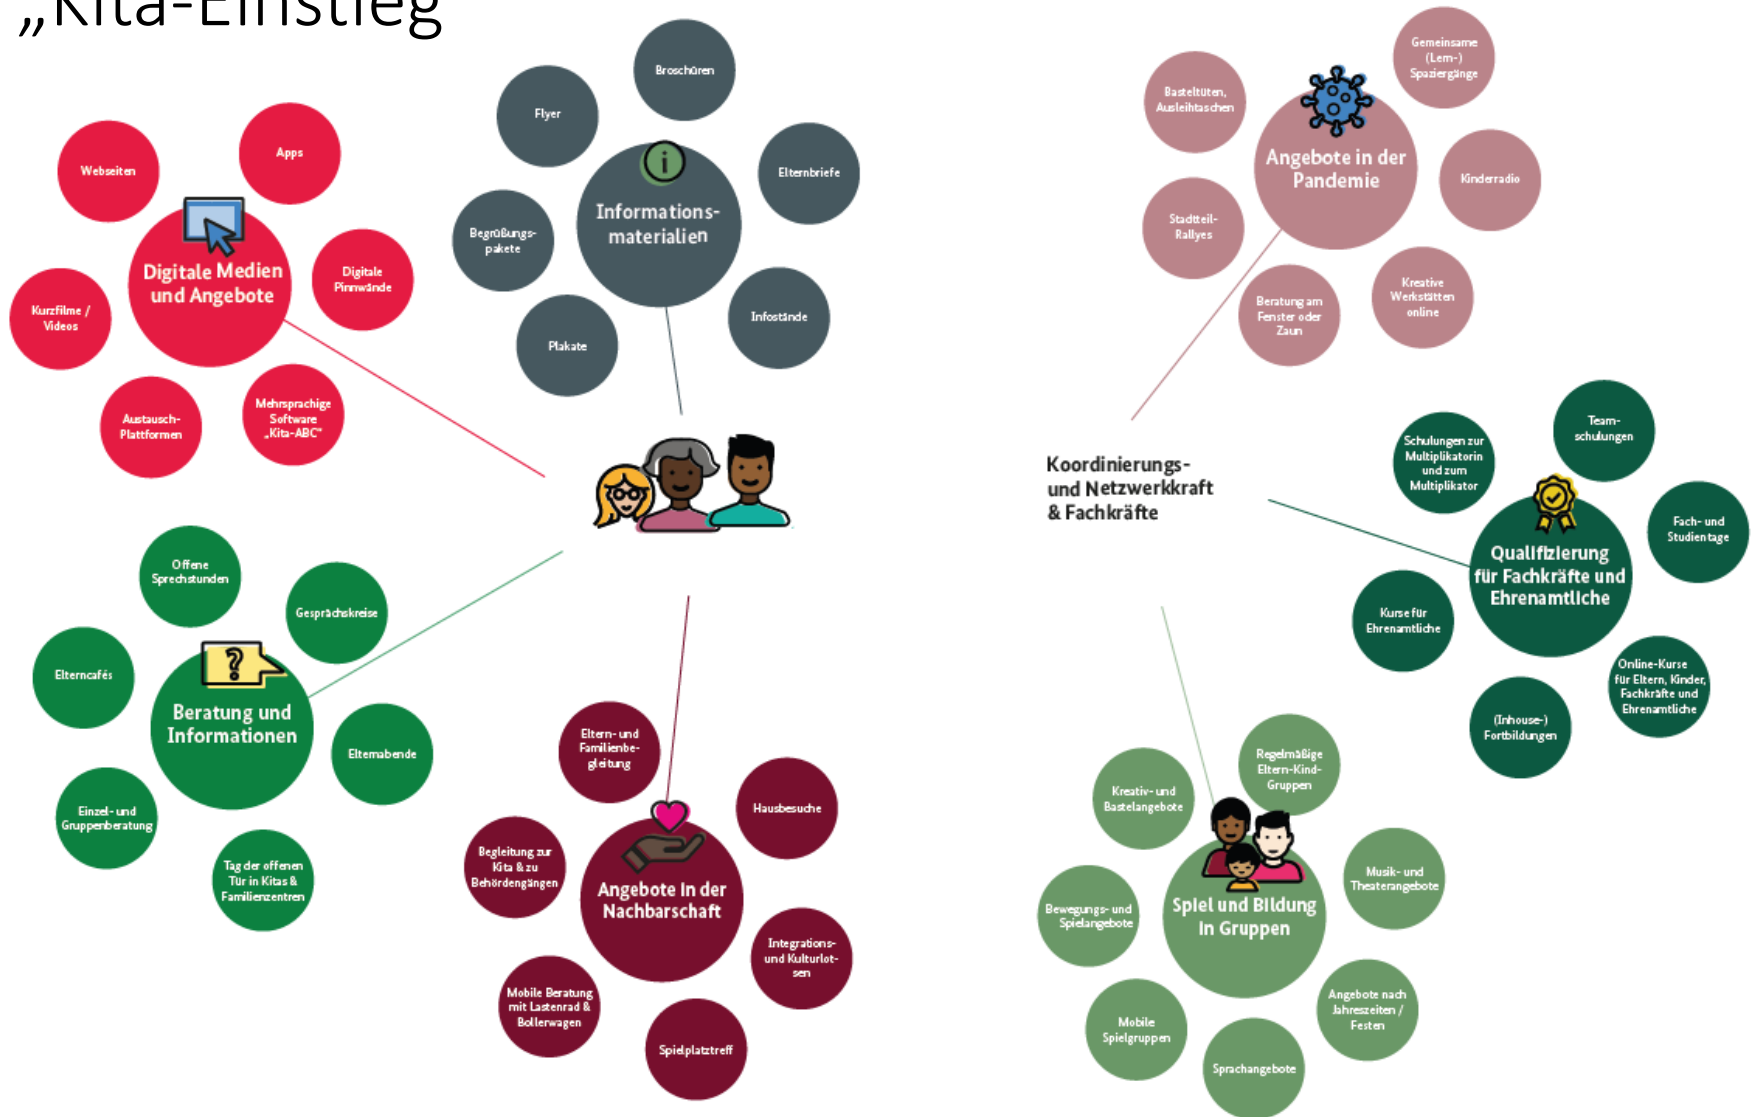 „Kita-Einstieg
Webseiten
Apps
Digitale
Pinnwände
Mehrsprachige
Software
„Kita-ABC“
Austausch-
Plattformen
Kurzfilme /
Videos
Digitale Medien
und Angebote
Flyer
Broschüren
Elternbriefe
Infostände
Plakate
Begrüßungs-
pakete
i
Informations-
materialien
Basteltüten,
Ausleihtaschen
Gemeinsame
(Lern-)
Spaziergänge
Kinderradio
Kreative
Werkstätten
online
Beratung am
Fenster oder
Zaun
Stadtteil-
Rallyes
Angebote in der
Pandemie
Koordinierungs-
und Netzwerkkraft
& Fachkräfte
Schulungen zur
Multiplikatorin
und zum
Multiplikator
Team-
schulungen
Fach- und
Studientage
Online-Kurse
für Eltern, Kinder,
Fachkräfte und
Ehrenamtliche
(Inhouse-)
Fortbildungen
Kurse für
Ehrenamtliche
Qualifizierung
für Fachkräfte und
Ehrenamtliche
Offene
Sprechstunden
Gesprächskreise
Elternabende
Tag der offenen
Tür in Kitas &
Familienzentren
Einzel- und
Gruppenberatung
Elterncafés
?
Beratung und
Informationen
Eltern- und
Familienbe-
gleitung
Hausbesuche
Integrations-
und Kulturlot-
sen
Spielplatztreff
Mobile Beratung
mit Lastenrad &
Bollerwagen
Begleitung zur
Kita & zu
Behördengängen
Angebote in der
Nachbarschaft
Kreativ- und
Bastelangebote
Regelmäßige
Eltern-Kind-
Gruppen
Musik- und
Theaterangebote
Angebote nach
Jahreszeiten /
Festen
Sprachangebote
Mobile
Spielgruppen
Bewegungs- und
Spielangebote
Spiel und Bildung
in Gruppen